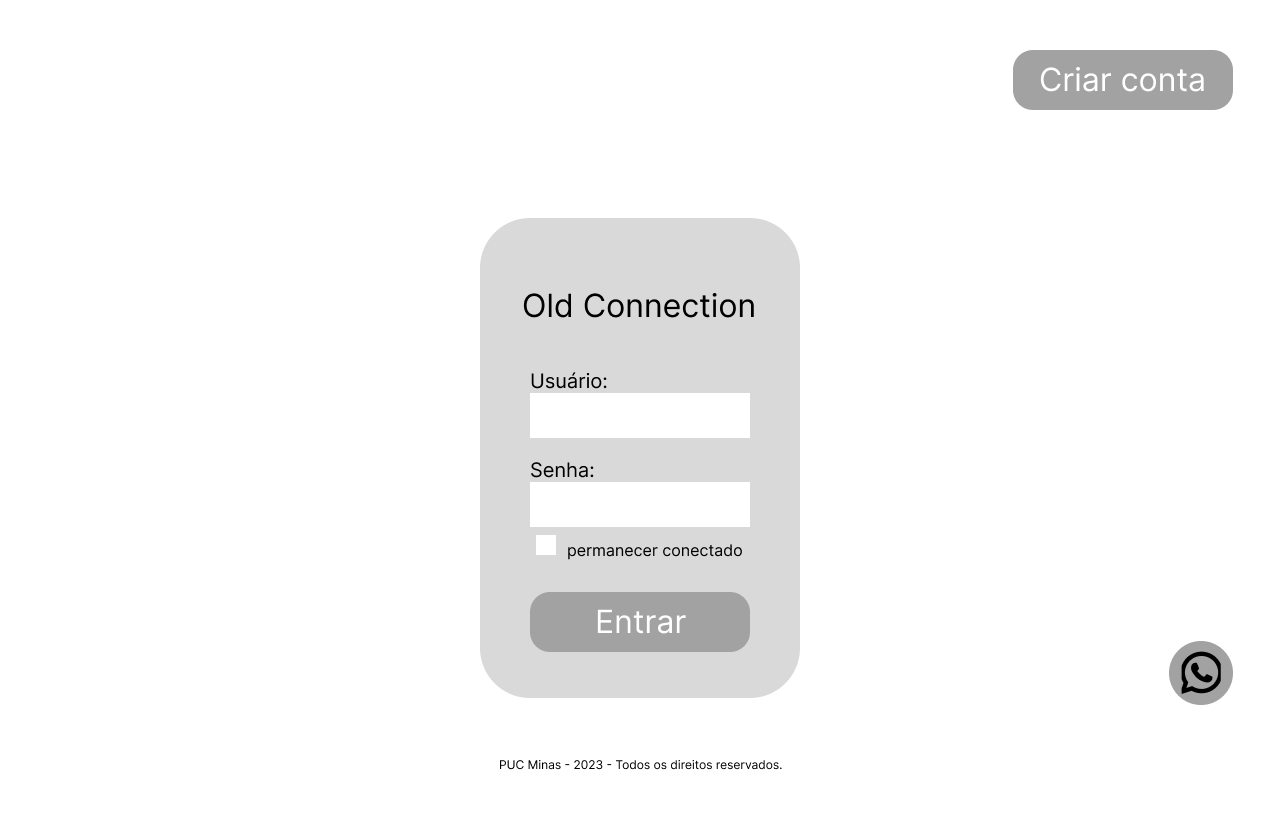 Criar conta
Old Connection
Usuário:
Senha:
permanecer conectado
Entrar
PUC Minas - 2023 - Todos os direitos reservados.